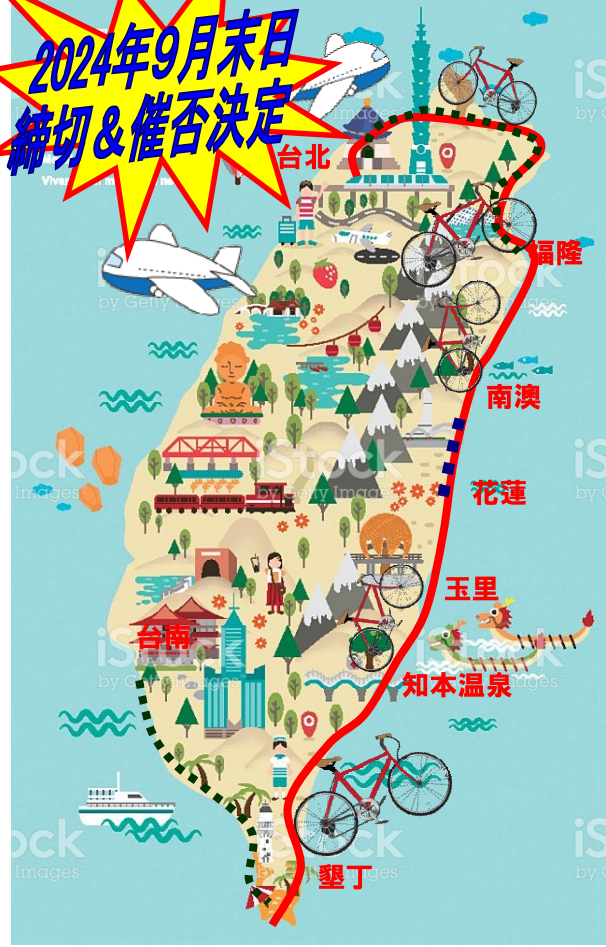 2024年9月末日
締切＆催否決定
台北
福隆
南澳
花蓮
玉里
台南
知本温泉
墾丁
iStock
by Getty Images